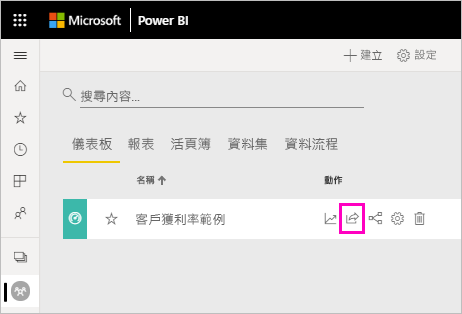 Microsoft Power BI
建立 設定
搜尋內容...
儀表板 報表 活頁簿 資料集 資料流程
名稱 動作
客戶獲利率範例